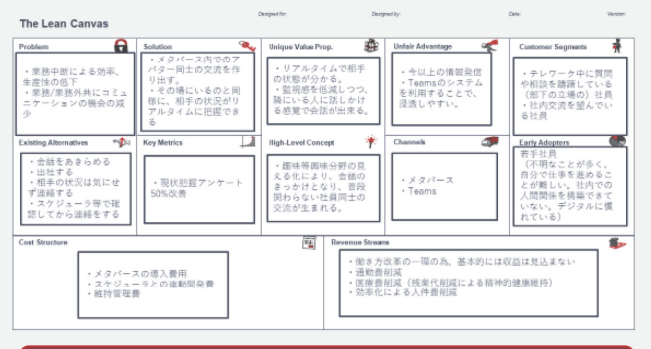 The Lean Canvas
Designed for:
Designed by:
Date:
Version:
Problem
・業務中断による効率、
生産性の低下
・業務/業務外共にコミュ
ニケーションの機会の減
少
Solution
・メタバース内でのア
バター同士の交流を作
り出す。
・その場にいるのと同
様に、相手の状況がリ
アルタイムに把握でき
る
Unique Value Prop.
・リアルタイムで相手
の状態が分かる。
・監視感を低減しつつ、
隣にいる人に話しかけ
る感覚で会話が出来る。
Unfair Advantage
・今以上の情報発信
・Teamsのシステム
を利用することで、
浸透しやすい。
Customer Segments
・テレワーク中に質問
や相談を躊躇している
（部下の立場の）社員
・社内交流を望んでい
る社員
Existing Alternatives
・会話をあきらめる
・出社する
・相手の状況は気にせ
ず連絡する
・スケジューラ等で確
認してから連絡をする
Key Metrics
・現状把握アンケート
50%改善
High-Level Concept
・趣味等興味分野の見
える化により、会話の
きっかけとなり、普段
関わらない社員同士の
交流が生まれる。
Channels
・メタバース
・Teams
Early Adopters
若手社員
（不明なことが多く、
自分で仕事を進めるこ
とが難しい。社内での
人間関係を構築できて
いない。デジタルに慣
れている）
Cost Structure
・メタバースの導入費用
・スケジューラとの連動開発費
・維持管理費
Revenue Streams
・働き方改革の一環の為、基本的には収益は見込まない
・通勤費削減
・医療費削減（残業代削減による精神的健康維持）
・効率化による人件費削減